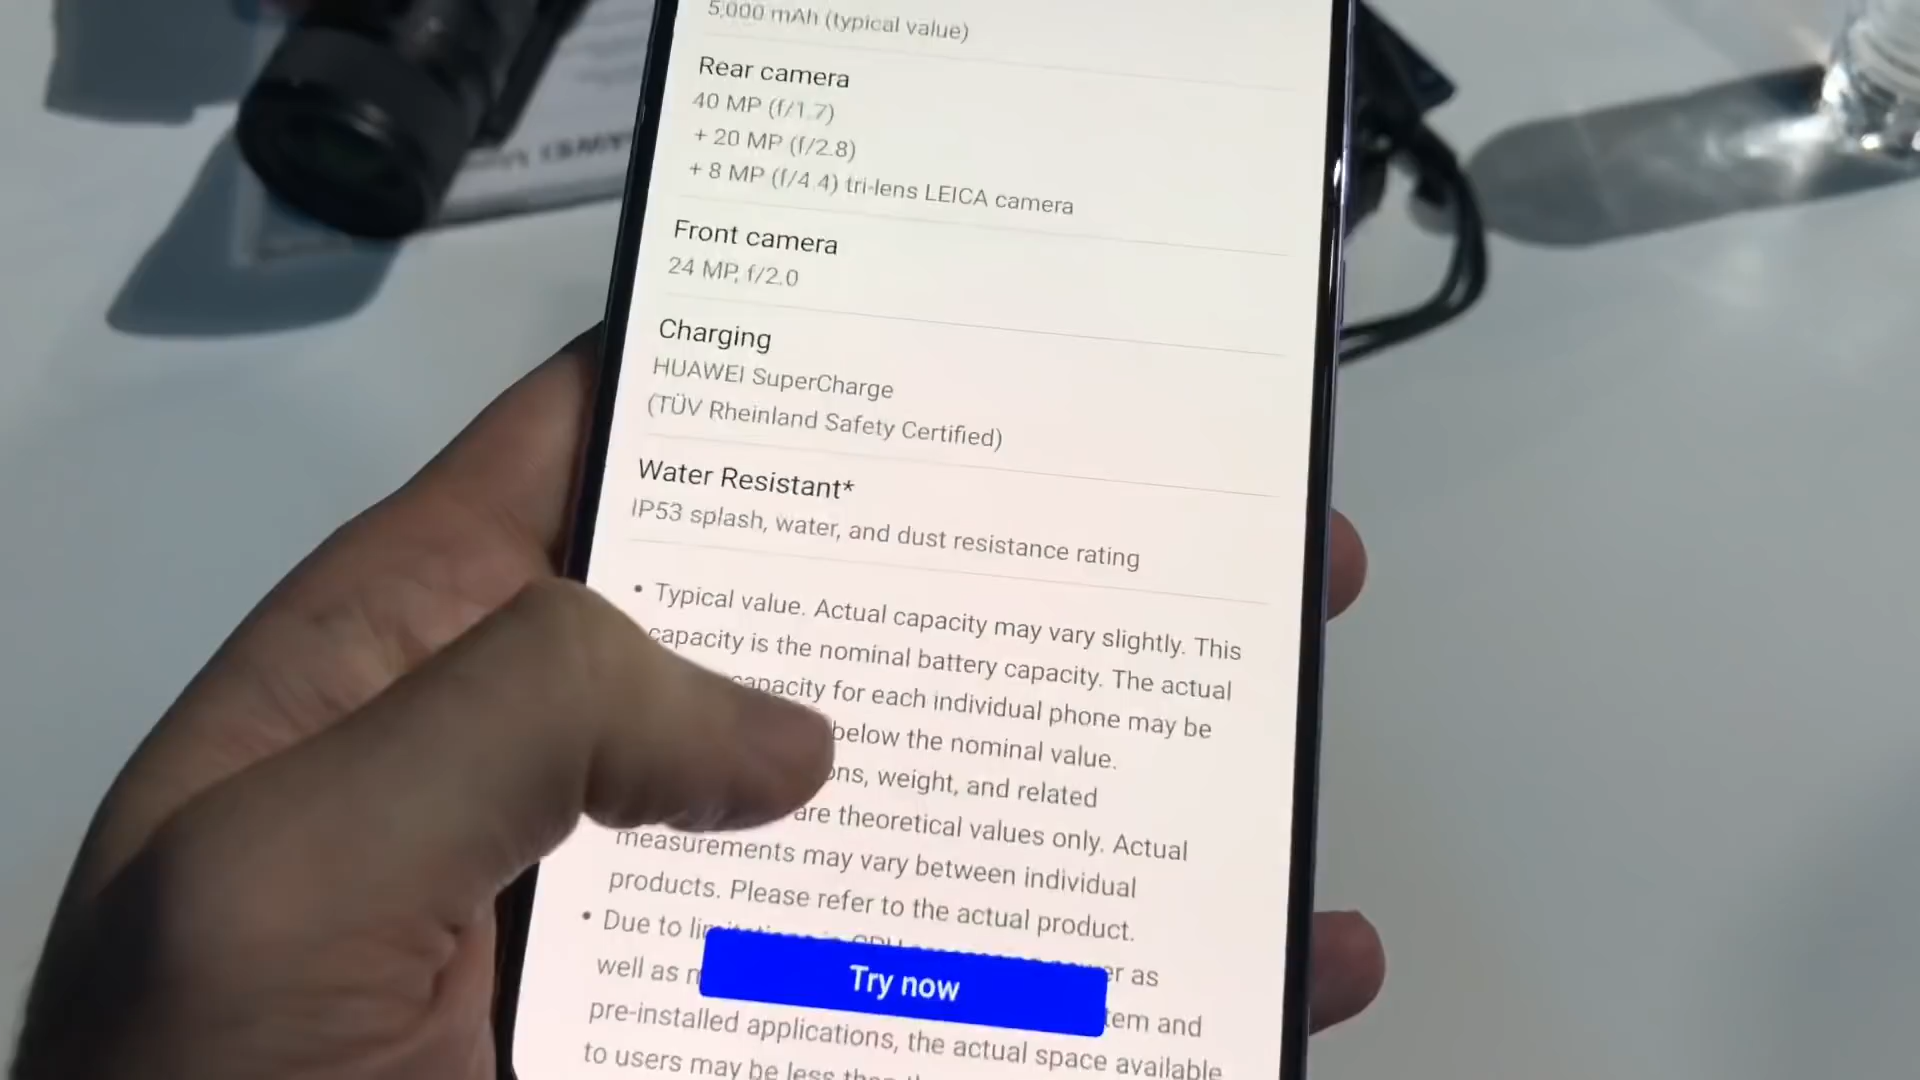 5,000 mAh (typical value)
Rear camera
40 MP (f/1.7)
+ 20 MP (f/2.8)
+ 8 MP (f/4.4) tri-lens LEICA camera
Front camera
24 MP, f/2.0
Charging
HUAWEI SuperCharge
(TÜV Rheinland Safety Certified)
Water Resistant*
IP53 splash, water, and dust resistance rating
• Typical value. Actual capacity may vary slightly. This
capacity is the nominal battery capacity. The actual
capacity for each individual phone may be
below the nominal value.
weight, and related
are theoretical values only. Actual
measurements may vary between individual
products. Please refer to the actual product.
• Due to
as
well as
Try now
and
pre-installed applications, the actual space available
to users may be less